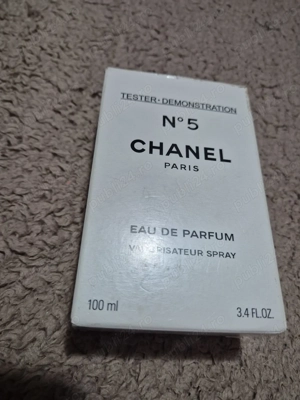 TESTER-DEMONSTRATION
N°5
CHANEL
PARIS
EAU DE PARFUM
VAPORISATEUR SPRAY
100 ml 3.4 FL.OZ.